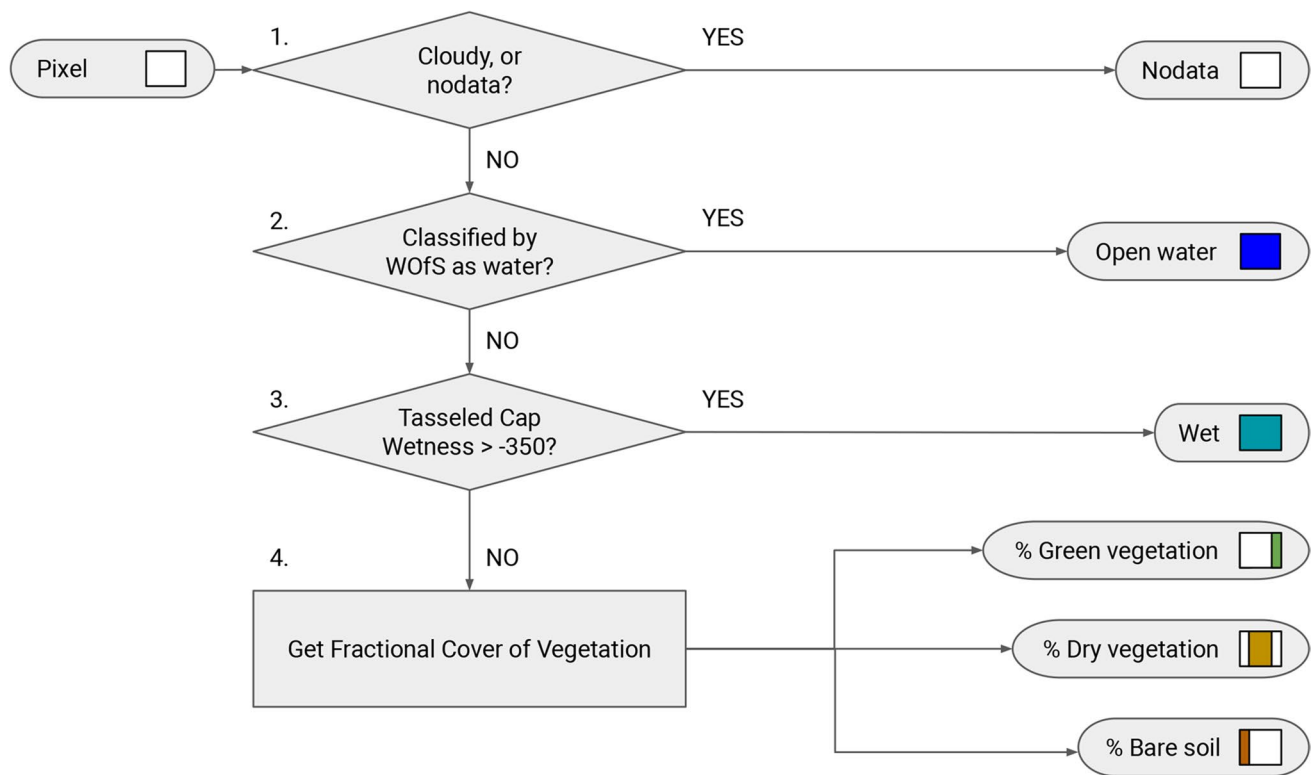 1.
YES
Pixel
Cloudy, or
nodata?
Nodata
NO
2.
YES
Classified by
WOfS as water?
Open water
NO
3.
YES
Tasseled Cap
Wetness > -350?
Wet
4.
NO
Get Fractional Cover of Vegetation
% Green vegetation
% Dry vegetation
% Bare soil